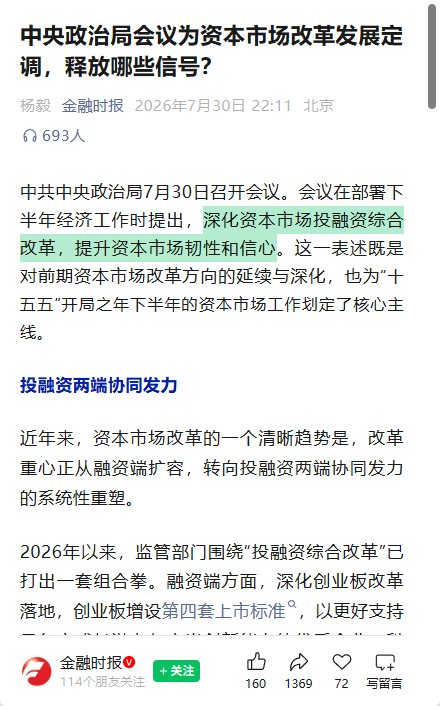 中央政治局会议为资本市场改革发展定
调，释放哪些信号？
杨毅 金融时报 2026年7月30日 22:11 北京
693人
中共中央政治局7月30日召开会议。会议在部署下
半年经济工作时提出，深化资本市场投融资综合
改革，提升资本市场韧性和信心。这一表述既是
对前期资本市场改革方向的延续与深化，也为“十
五五”开局之年下半年的资本市场工作划定了核心主
线。
投融资两端协同发力
近年来，资本市场改革的一个清晰趋势是，改革
重心正从融资端扩容，转向投融资两端协同发力
的系统性重塑。
2026年以来，监管部门围绕“投融资综合改革”已
打出一套组合拳。融资端方面，深化创业板改革
落地，创业板增设第四套上市标准，以更好支持
金融时报
114个朋友关注
+ 关注
160 1369 72 写留言